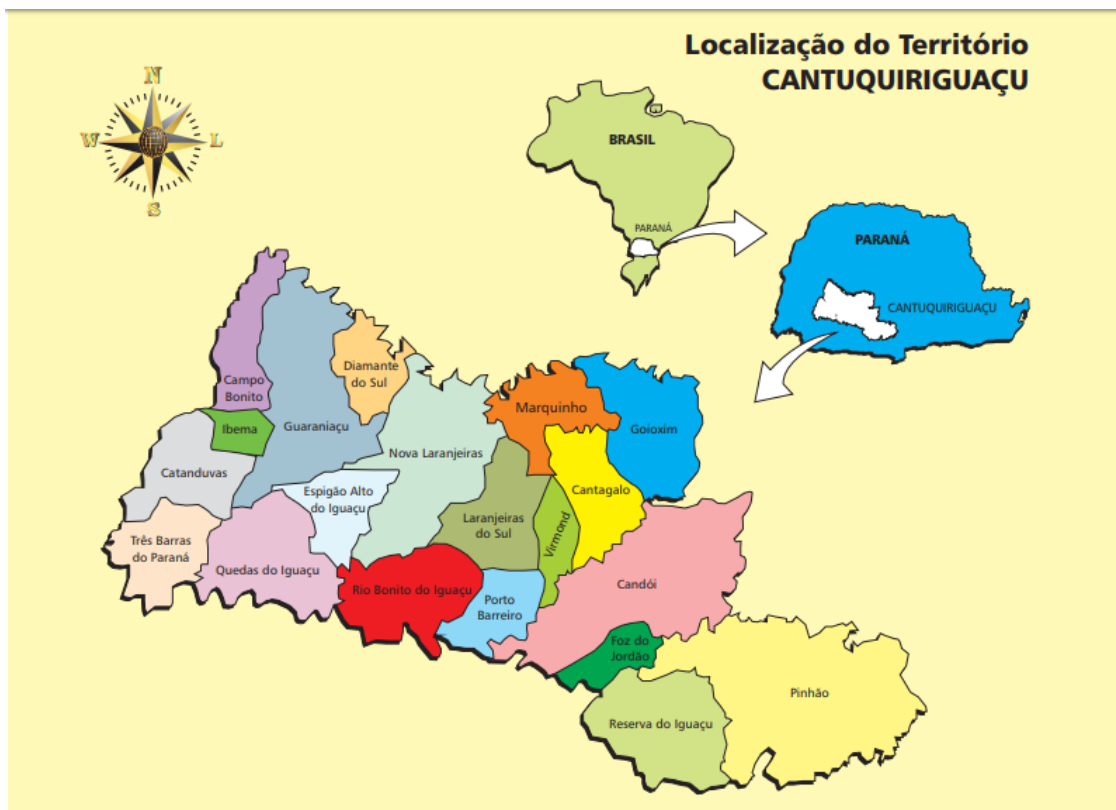 Localização do Território
CANTUQUIRIGUAÇU
N
W
L
S
BRASIL
PARANÁ
PARANÁ
CANTUQUIRIGUAÇU
Campo
Bonito
Ibema
Guaraniaçu
Diamante
do Sul
Catanduvas
Nova Laranjeiras
Marquinho
Goioxim
Espigão Alto
do Iguaçu
Cantagalo
Três Barras
do Paraná
Quedas do Iguaçu
Laranjeiras
do Sul
Virmond
Rio Bonito do Iguaçu
Porto
Barreiro
Candói
Foz do
Jordão
Reserva do Iguaçu
Pinhão